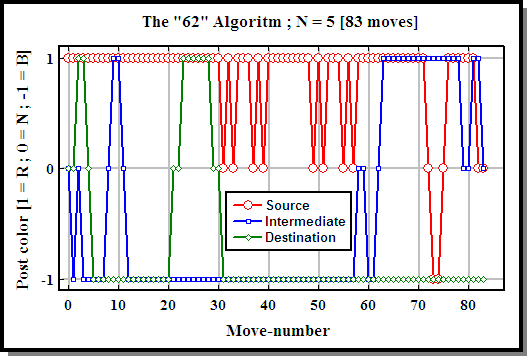 The "62" Algoritm ; N = 5 [83 moves]
Post color [1 = R ; 0 = N ; -1 = B]
1
0
-1
Source
Intermediate
Destination
0 10 20 30 40 50 60 70 80
Move-number